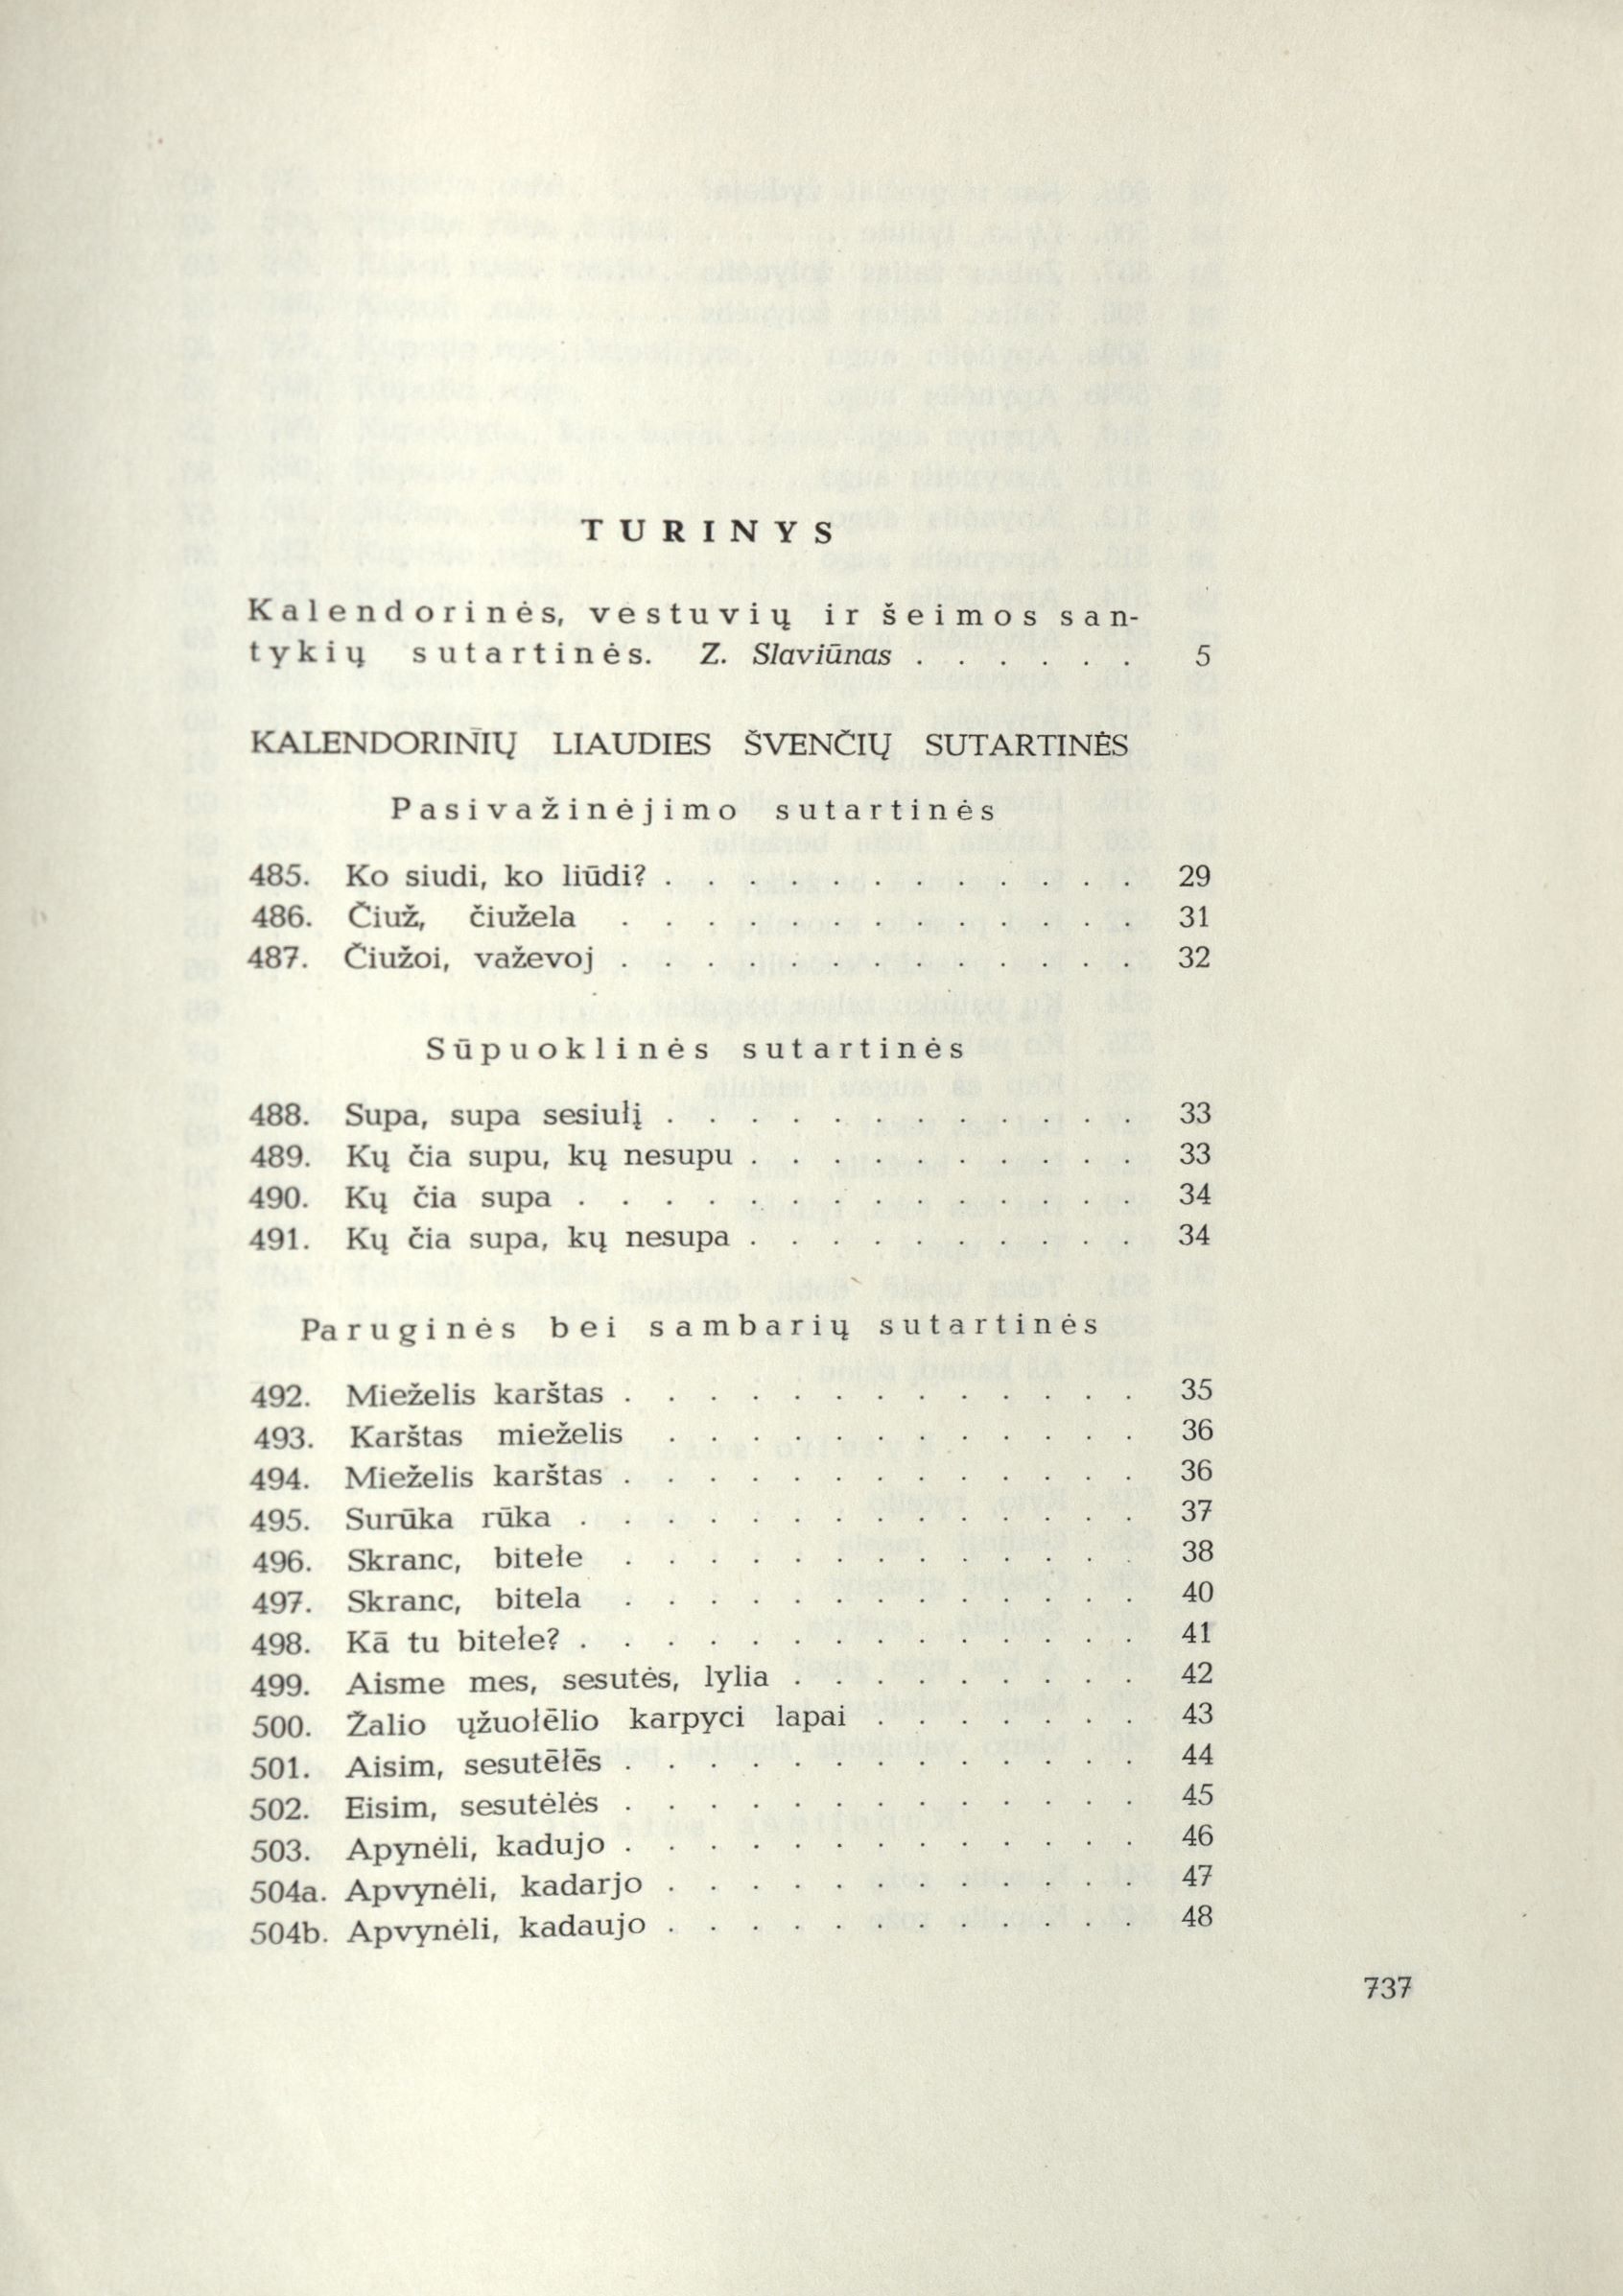 TURINYS
Kalendorinės, vestuvių ir šeimos san-
tykių sutartinės. Z. Slaviūnas . . . . . . 5
KALENDORINIŲ LIAUDIES ŠVENČIŲ SUTARTINĖS
Pasivažinėjimo sutartinės
485. Ko siudi, ko liūdi? . . . . . . . . . . . . 29
486. Čiuž, čiužela . . . . . . . . . . . . . 31
487. Čiužoi, važevoj . . . . . . . . . . . . . 32
Sūpuoklinės sutartinės
488. Supa, supa sesiułį . . . . . . . . . . . . 33
489. Kų čia supu, kų nesupu . . . . . . . . . . 33
490. Kų čia supa . . . . . . . . . . . . . . 34
491. Kų čia supa, kų nesupa . . . . . . . . . . 34
Paruginės bei sambarių sutartinės
492. Mieželis karštas . . . . . . . . . . . . . 35
493. Karštas mieželis . . . . . . . . . . . . 36
494. Mieželis karštas . . . . . . . . . . . . . 36
495. Surūka rūka . . . . . . . . . . . . . . 37
496. Skranc, bitełe . . . . . . . . . . . . . 38
497. Skranc, bitela . . . . . . . . . . . . . 40
498. Kā tu bitełe? . . . . . . . . . . . . . . 41
499. Aisme mes, sesutės, lylia . . . . . . . . . 42
500. Žalio ųžuołēlio karpyci lapai . . . . . . . 43
501. Aisim, sesutēłēs . . . . . . . . . . . . . 44
502. Eisim, sesutėlės . . . . . . . . . . . . . 45
503. Apynėli, kadujo . . . . . . . . . . . . . 46
504a. Apvynėli, kadarjo . . . . . . . . . . . . 47
504b. Apvynėli, kadaujo . . . . . . . . . . . . 48
737